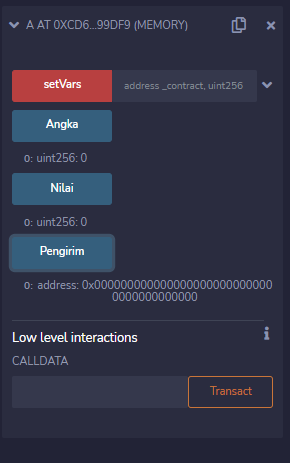 A AT 0XCD6...99DF9 (MEMORY)
setVars address _contract, uint256
Angka
0: uint256: 0
Nilai
0: uint256: 0
Pengirim
0: address: 0x000000000000000000000000000
0000000000000
Low level interactions
CALLDATA
Transact